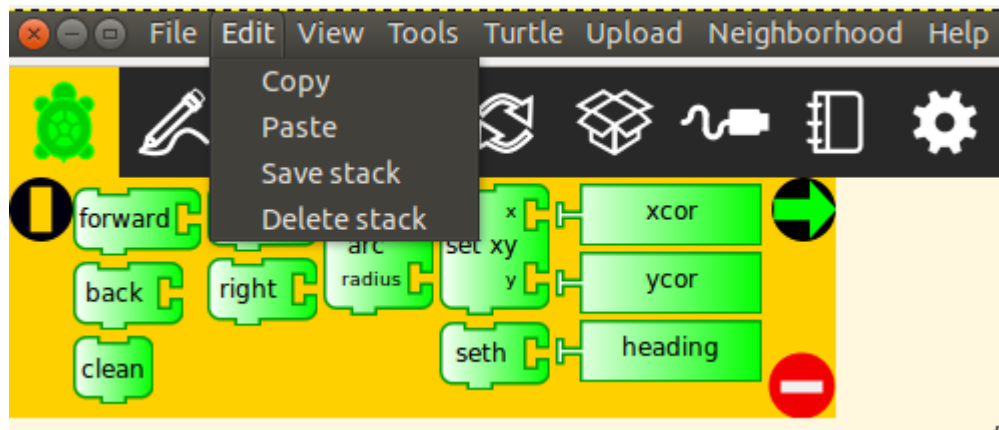 File Edit View Tools Turtle Upload Neighborhood Help
Copy
Paste
Save stack
Delete stack
forward
back
clean
right
arc
radius
x
set xy
y
seth
xcor
ycor
heading